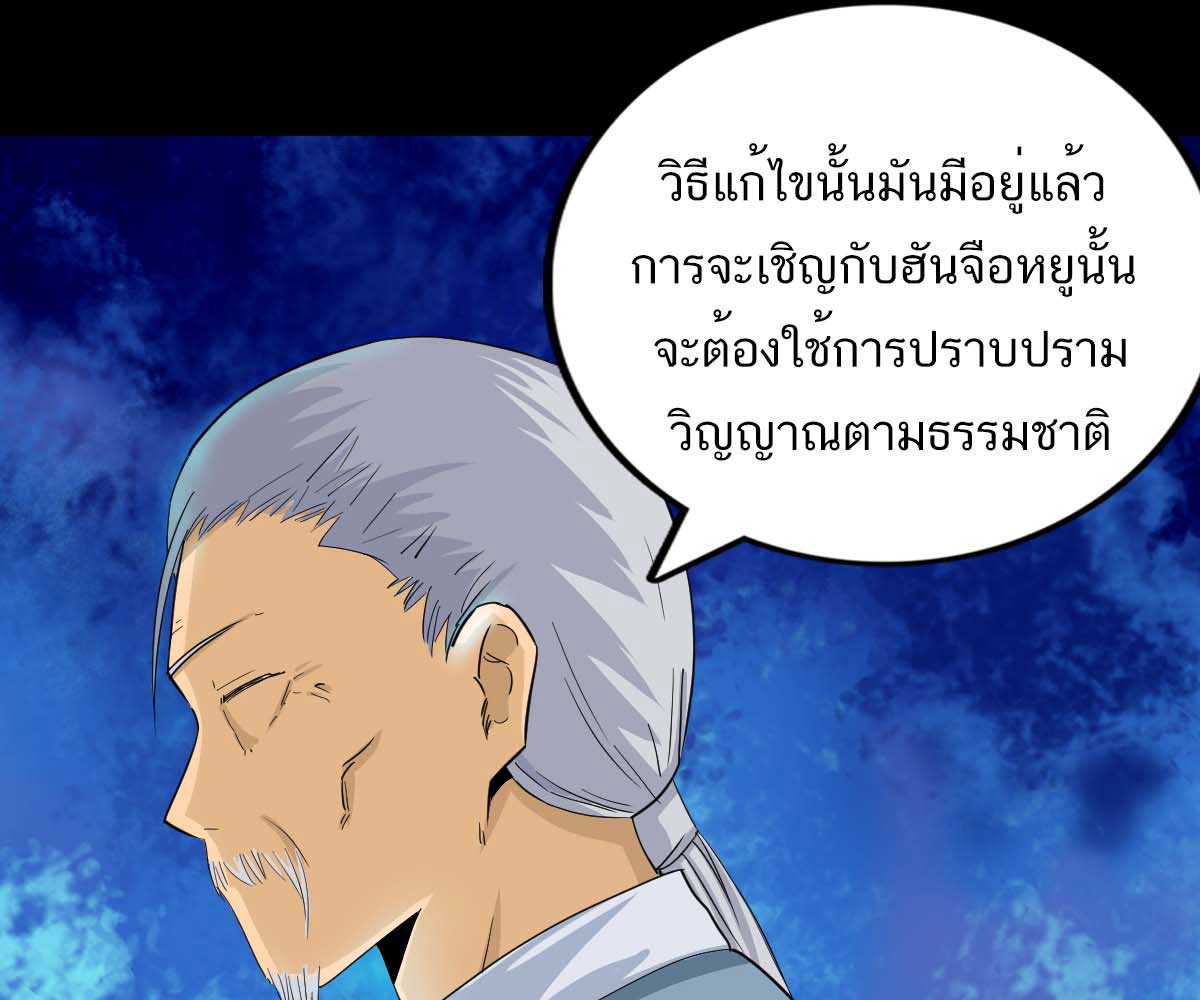 วิธีแก้ไขนั้นมันมีอยู่แล้ว
การจะเชิญกับฮันจือหยูนั้น
จะต้องใช้การปราบปราม
วิญญาณตามธรรมชาติ